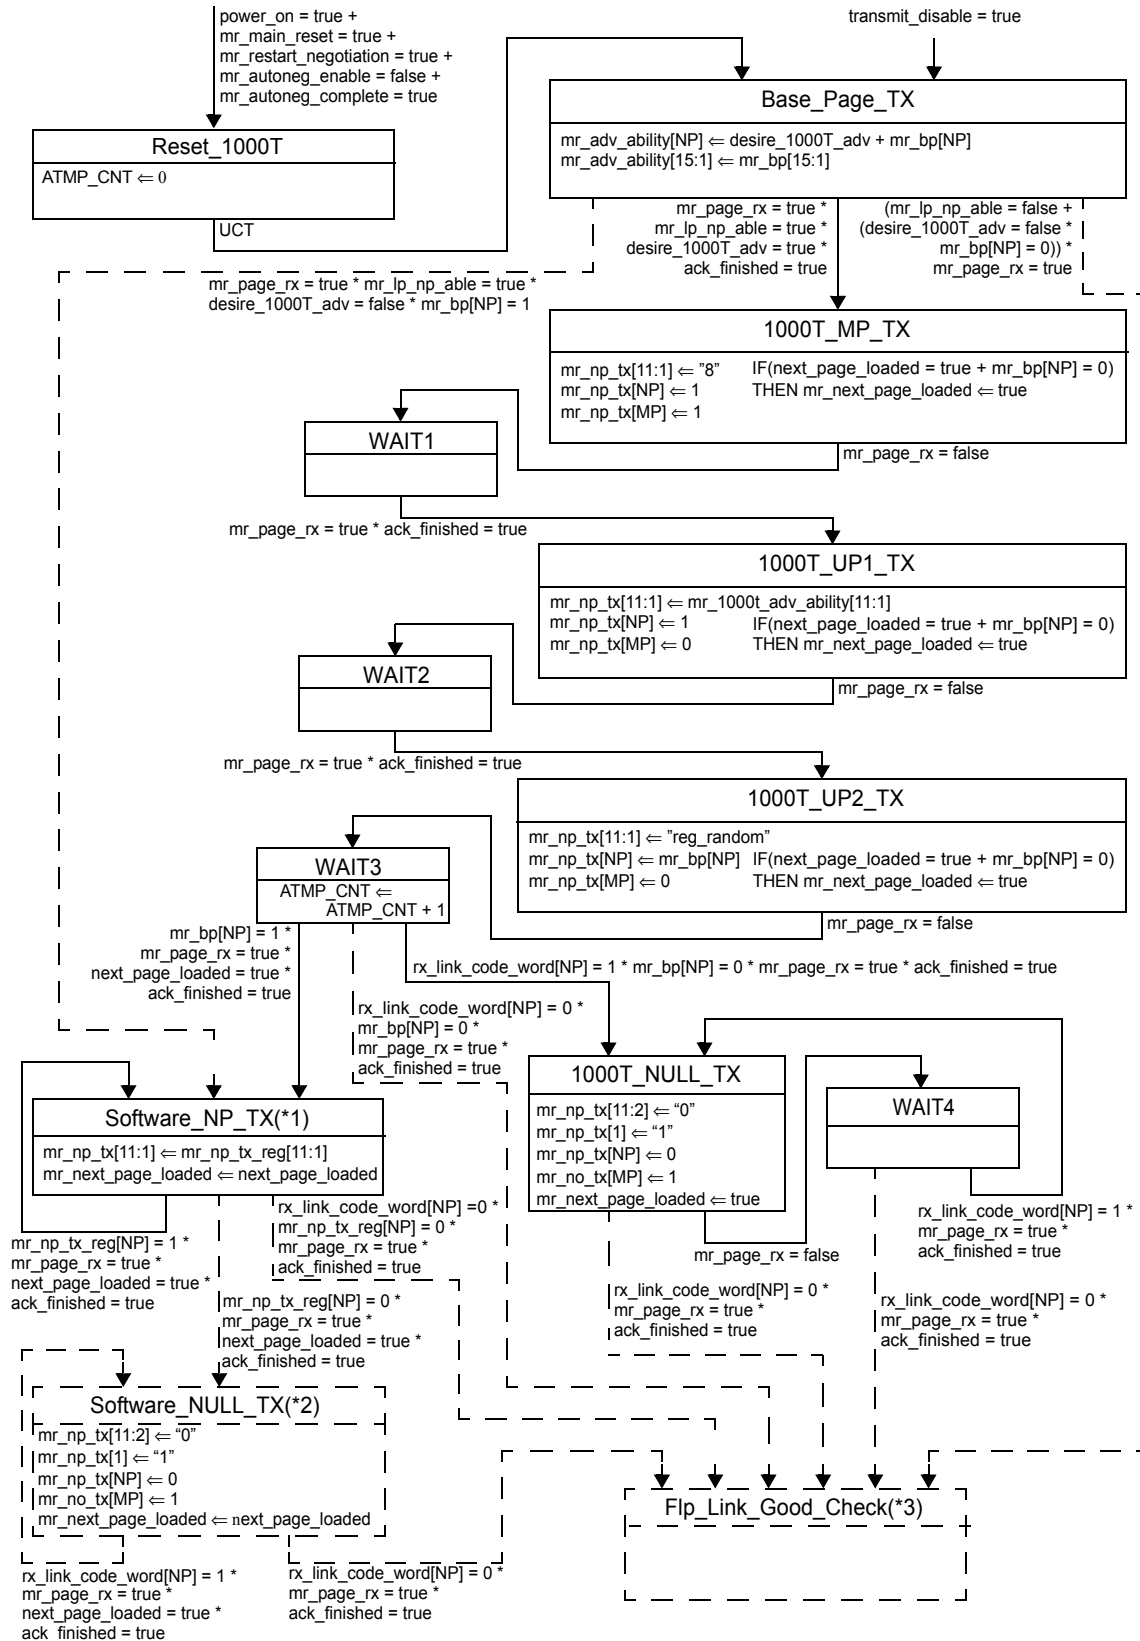 power_on = true +
mr_main_reset = true +
mr_restart_negotiation = true +
mr_autoneg_enable = false +
mr_autoneg_complete = true
transmit_disable = true
Reset_1000T
ATMP_CNT ⇐ 0
UCT
Base_Page_TX
mr_adv_ability[NP] ⇐ desire_1000T_adv + mr_bp[NP]
mr_adv_ability[15:1] ⇐ mr_bp[15:1]
mr_page_rx = true *
mr_lp_np_able = true *
desire_1000T_adv = true *
ack_finished = true
(mr_lp_np_able = false +
(desire_1000T_adv = false *
mr_bp[NP] = 0)) *
mr_page_rx = true
mr_page_rx = true * mr_lp_np_able = true *
desire_1000T_adv = false * mr_bp[NP] = 1
1000T_MP_TX
mr_np_tx[11:1] ⇐ "8" IF(next_page_loaded = true + mr_bp[NP] = 0)
mr_np_tx[NP] ⇐ 1 THEN mr_next_page_loaded ⇐ true
mr_np_tx[MP] ⇐ 1
mr_page_rx = false
WAIT1
mr_page_rx = true * ack_finished = true
1000T_UP1_TX
mr_np_tx[11:1] ⇐ mr_1000t_adv_ability[11:1]
mr_np_tx[NP] ⇐ 1 IF(next_page_loaded = true + mr_bp[NP] = 0)
mr_np_tx[MP] ⇐ 0 THEN mr_next_page_loaded ⇐ true
mr_page_rx = false
WAIT2
mr_page_rx = true * ack_finished = true
1000T_UP2_TX
mr_np_tx[11:1] ⇐ "reg_random"
mr_np_tx[NP] ⇐ mr_bp[NP] IF(next_page_loaded = true + mr_bp[NP] = 0)
mr_np_tx[MP] ⇐ 0 THEN mr_next_page_loaded ⇐ true
mr_page_rx = false
WAIT3
ATMP_CNT ⇐
ATMP_CNT + 1
mr_bp[NP] = 1 *
mr_page_rx = true *
next_page_loaded = true *
ack_finished = true
rx_link_code_word[NP] = 1 * mr_bp[NP] = 0 * mr_page_rx = true * ack_finished = true
rx_link_code_word[NP] = 0 *
mr_bp[NP] = 0 *
mr_page_rx = true *
ack_finished = true
Software_NP_TX(*1)
mr_np_tx[11:1] ⇐ mr_np_tx_reg[11:1]
mr_next_page_loaded ⇐ next_page_loaded
1000T_NULL_TX
mr_np_tx[11:2] ⇐ “0”
mr_np_tx[1] ⇐ “1”
mr_np_tx[NP] ⇐ 0
mr_no_tx[MP] ⇐ 1
mr_next_page_loaded ⇐ true
WAIT4
mr_np_tx_reg[NP] = 1 *
mr_page_rx = true *
next_page_loaded = true *
ack_finished = true
rx_link_code_word[NP] =0 *
mr_np_tx_reg[NP] = 0 *
mr_page_rx = true *
ack_finished = true
mr_page_rx = false
rx_link_code_word[NP] = 1 *
mr_page_rx = true *
ack_finished = true
mr_np_tx_reg[NP] = 0 *
mr_page_rx = true *
next_page_loaded = true *
ack_finished = true
rx_link_code_word[NP] = 0 *
mr_page_rx = true *
ack_finished = true
rx_link_code_word[NP] = 0 *
mr_page_rx = true *
ack_finished = true
Software_NULL_TX(*2)
mr_np_tx[11:2] ⇐ “0”
mr_np_tx[1] ⇐ “1”
mr_np_tx[NP] ⇐ 0
mr_no_tx[MP] ⇐ 1
mr_next_page_loaded ⇐ next_page_loaded
Flp_Link_Good_Check(*3)
rx_link_code_word[NP] = 1 *
mr_page_rx = true *
next_page_loaded = true *
ack_finished = true
rx_link_code_word[NP] = 0 *
mr_page_rx = true *
ack_finished = true